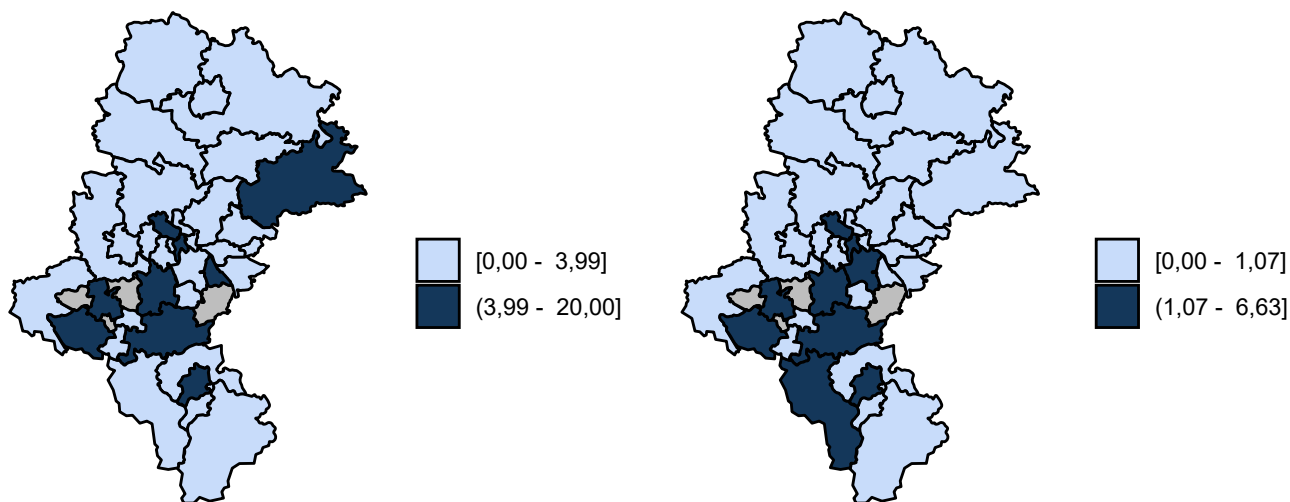 [0,00 - 3,99]
(3,99 - 20,00]
[0,00 - 1,07]
(1,07 - 6,63]